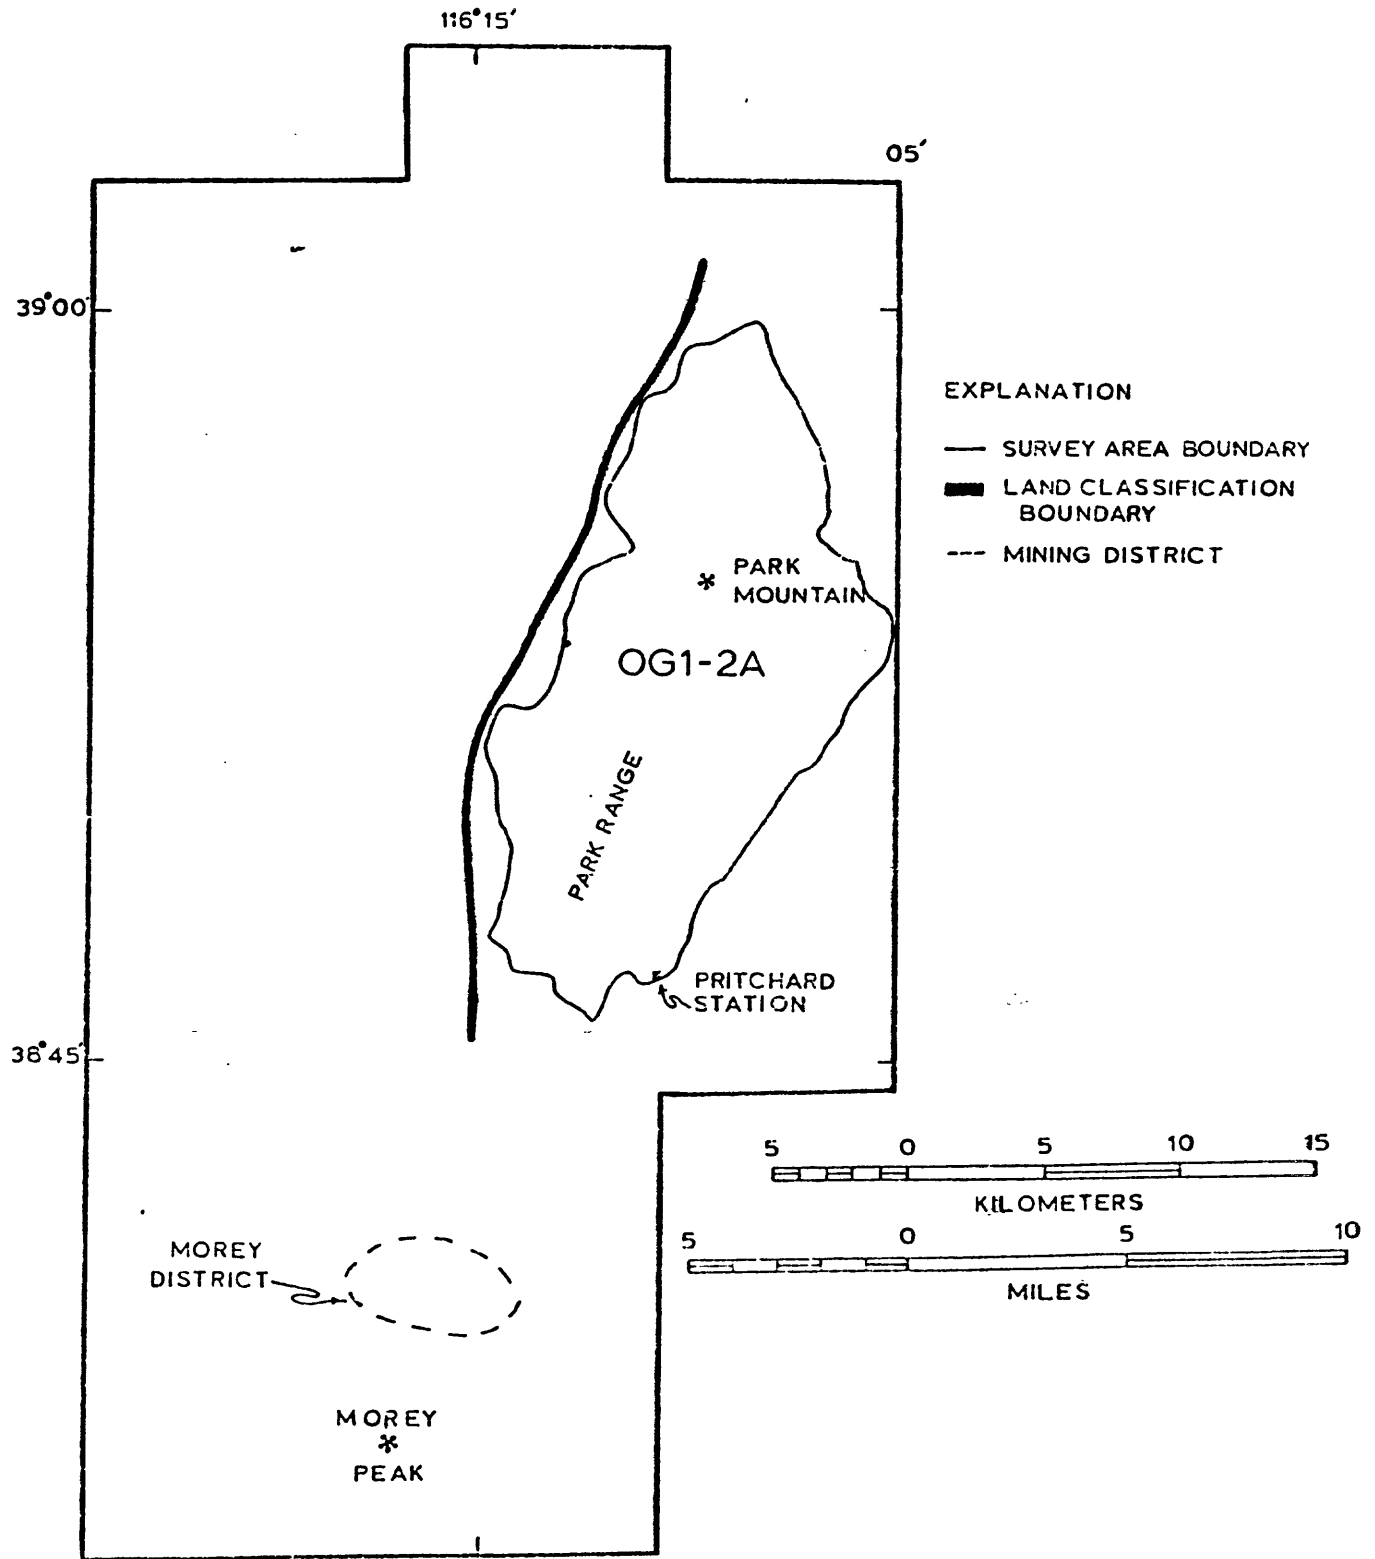 116°15'
05'
39°00'
EXPLANATION
SURVEY AREA BOUNDARY
LAND CLASSIFICATION
BOUNDARY
MINING DISTRICT
PARK
MOUNTAIN
OG1-2A
PARK RANGE
PRITCHARD
STATION
38°45'
5 0 5 10 15
KILOMETERS
5 0 5 10
MILES
MOREY
DISTRICT
MOREY
PEAK